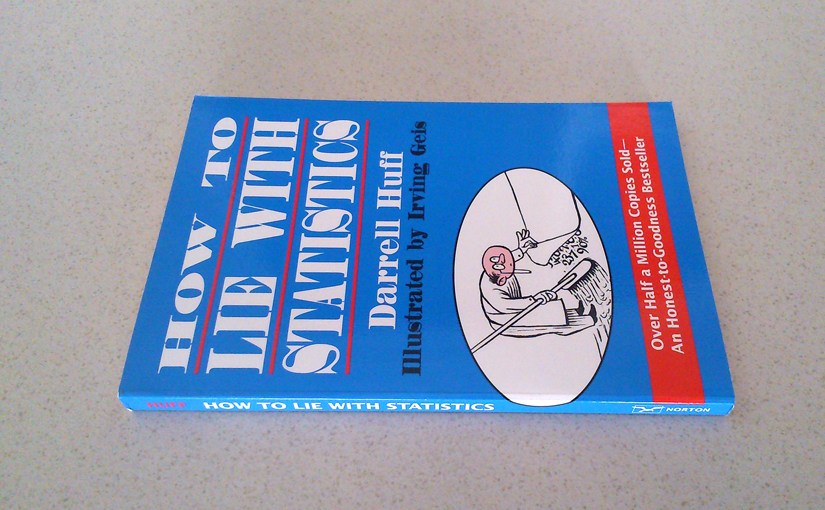 HOW TO
LIE WITH
STATISTICS
Darrell Huff
Illustrated by Irving Geis
Over Half a Million Copies Sold—
An Honest-to-Goodness Bestseller
HUFF HOW TO LIE WITH STATISTICS NORTON